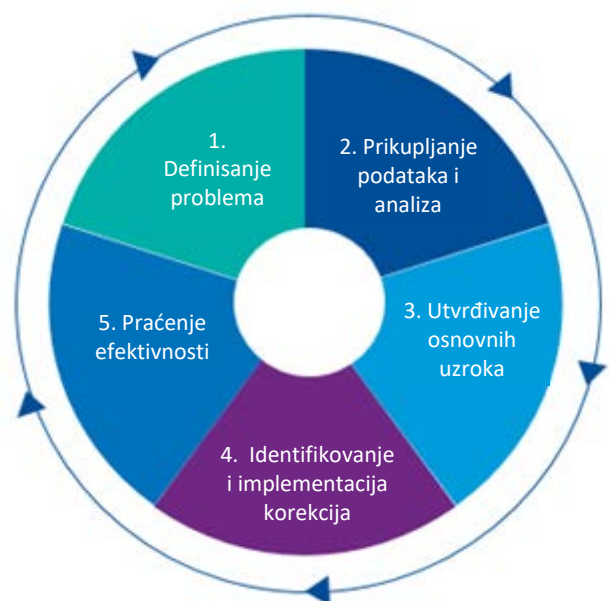 1.
Definisanje
problema
2. Prikupljanje
podataka i
analiza
3. Utvrđivanje
osnovnih
uzroka
4. Identifikovanje
i implementacija
korekcija
5. Praćenje
efektivnosti